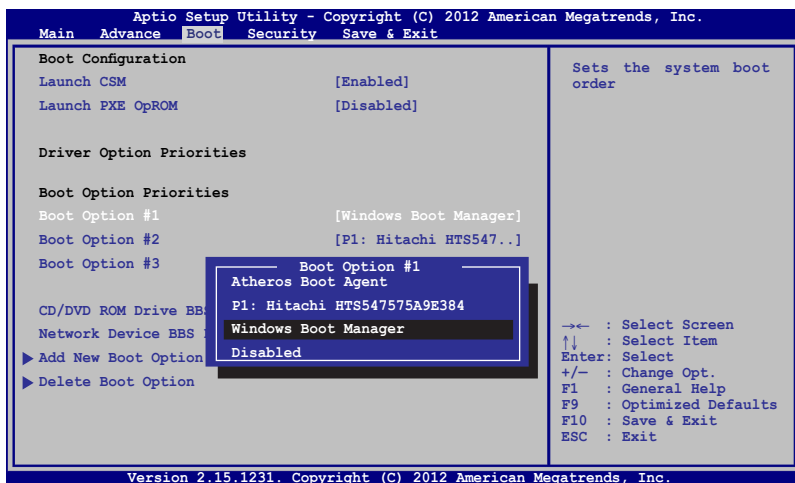 Aptio Setup Utility - Copyright (C) 2012 American Megatrends, Inc.
Main Advance Boot Security Save & Exit
Boot Configuration
Launch CSM [Enabled]
Launch PXE OpROM [Disabled]
Driver Option Priorities
Boot Option Priorities
Boot Option #1 [Windows Boot Manager]
Boot Option #2 [P1: Hitachi HTS547..]
Boot Option #3
CD/DVD ROM Drive BBS
Network Device BBS
▶ Add New Boot Option
▶ Delete Boot Option
Boot Option #1
Atheros Boot Agent
P1: Hitachi HTS547575A9E384
Windows Boot Manager
Disabled
Sets the system boot
order
→← : Select Screen
↑↓ : Select Item
Enter: Select
+/— : Change Opt.
F1 : General Help
F9 : Optimized Defaults
F10 : Save & Exit
ESC : Exit
Version 2.15.1231. Copyright (C) 2012 American Megatrends, Inc.